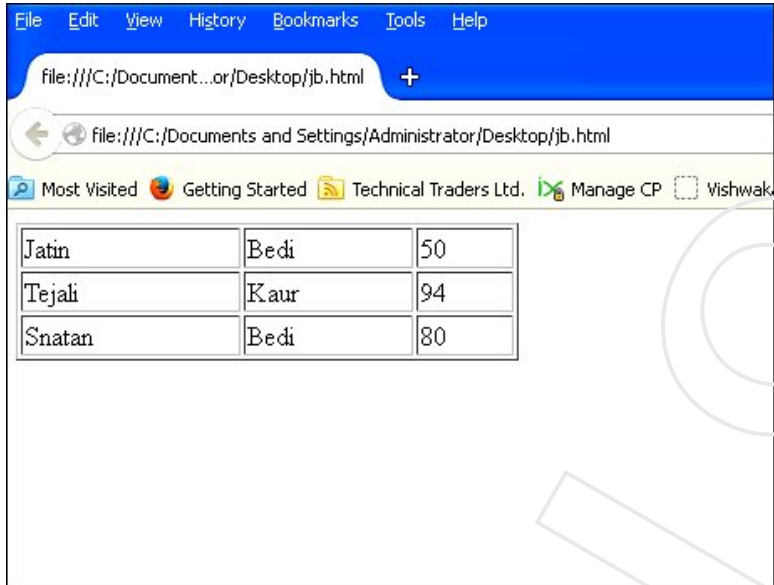 File Edit View History Bookmarks Tools Help
file:///C:/Document...or/Desktop/jb.html
file:///C:/Documents and Settings/Administrator/Desktop/jb.html
Most Visited Getting Started Technical Traders Ltd. Manage CP Vishwak
Jatin Bedi 50
Tejali Kaur 94
Snatan Bedi 80